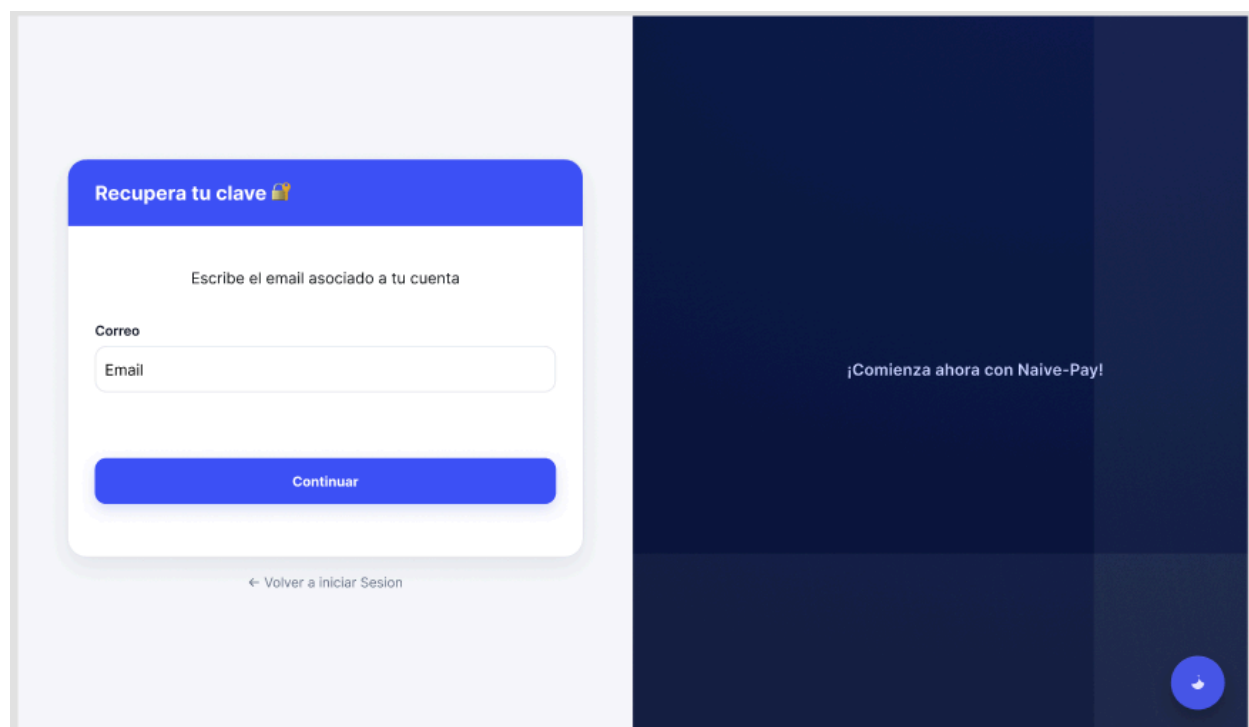 Recupera tu clave 🔐
Escribe el email asociado a tu cuenta
Correo
Email
Continuar
← Volver a iniciar Sesion
¡Comienza ahora con Naive-Pay!